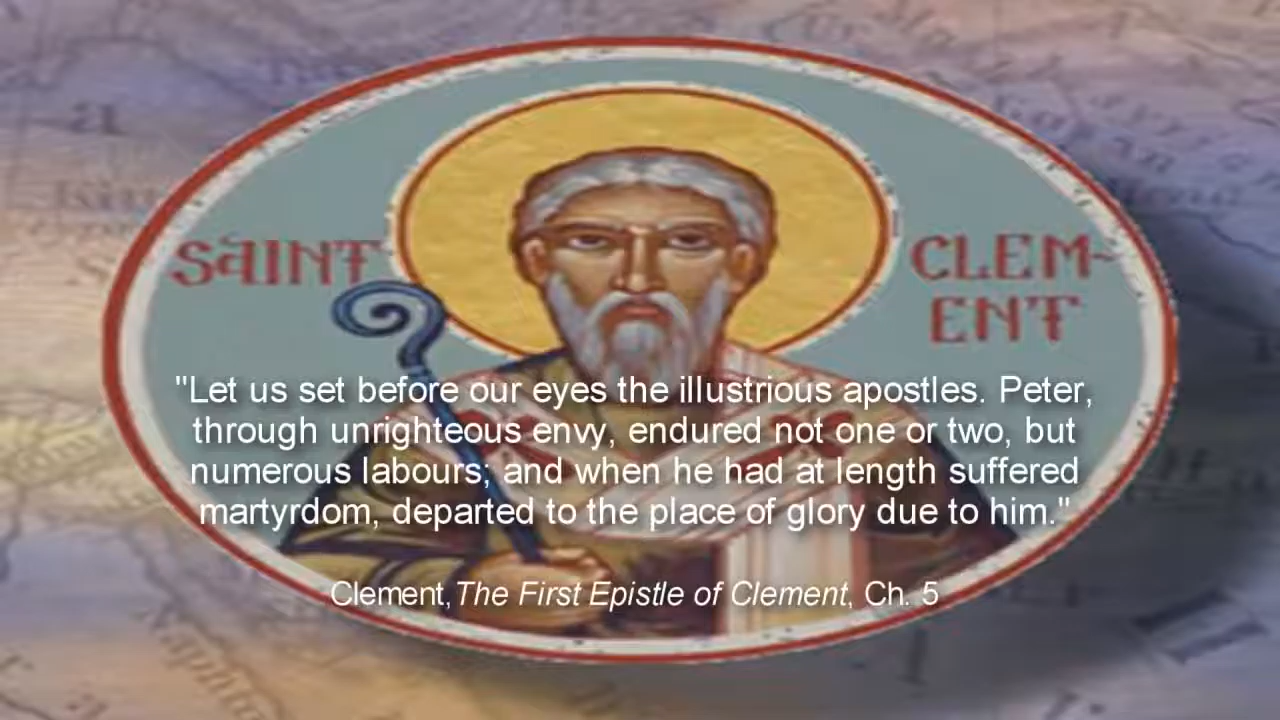 SAINT
CLEM-
ENT
"Let us set before our eyes the illustrious apostles. Peter,
through unrighteous envy, endured not one or two, but
numerous labours; and when he had at length suffered
martyrdom, departed to the place of glory due to him."
Clement, The First Epistle of Clement, Ch. 5